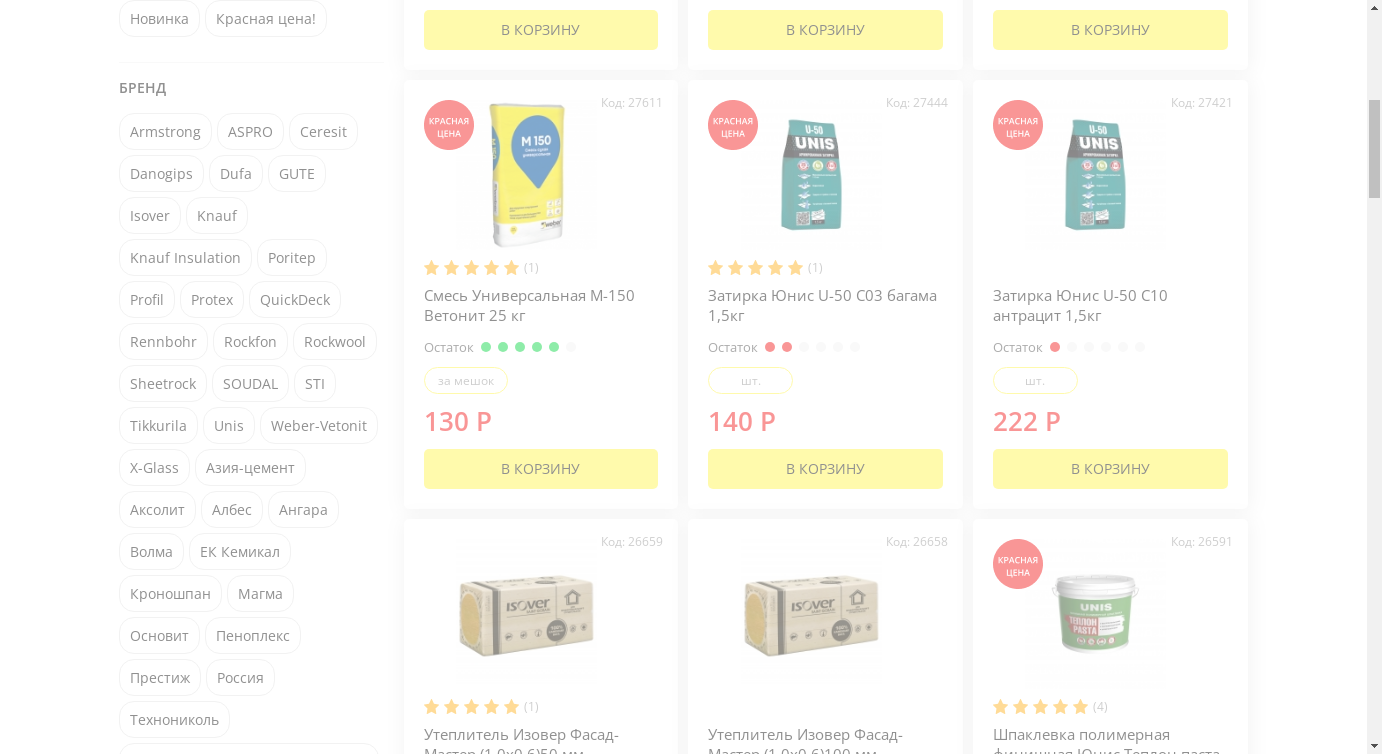 Новинка
Красная цена!
В КОРЗИНУ
В КОРЗИНУ
В КОРЗИНУ
БРЕНД
Armstrong
ASPRO
Ceresit
Danogips
Dufa
GUTE
Isover
Knauf
Knauf Insulation
Poritep
Profil
Protex
QuickDeck
Rennbohr
Rockfon
Rockwool
Sheetrock
SOUDAL
STI
Tikkurila
Unis
Weber-Vetonit
X-Glass
Азия-цемент
Аксолит
Албес
Ангара
Волма
ЕК Кемикал
Кроношпан
Магма
Основит
Пеноплекс
Престиж
Россия
Технониколь
КРАСНАЯ
ЦЕНА
Код: 27611
M 150
weber
(1)
Смесь Универсальная М-150
Ветонит 25 кг
Остаток
за мешок
130 Р
В КОРЗИНУ
КРАСНАЯ
ЦЕНА
Код: 27444
U-50
UNIS
(1)
Затирка Юнис U-50 С03 багама
1,5кг
Остаток
шт.
140 Р
В КОРЗИНУ
КРАСНАЯ
ЦЕНА
Код: 27421
U-50
UNIS
Затирка Юнис U-50 С10
антрацит 1,5кг
Остаток
шт.
222 Р
В КОРЗИНУ
Код: 26659
isover
(1)
Утеплитель Изовер Фасад-
Мастер (1,0х0,6)50 мм
Код: 26658
isover
Утеплитель Изовер Фасад-
Мастер (1,0х0,6)100 мм
КРАСНАЯ
ЦЕНА
Код: 26591
UNIS
ТЕПЛОН
PASTA
(4)
Шпаклевка полимерная
финишная Юнис Теплон паста